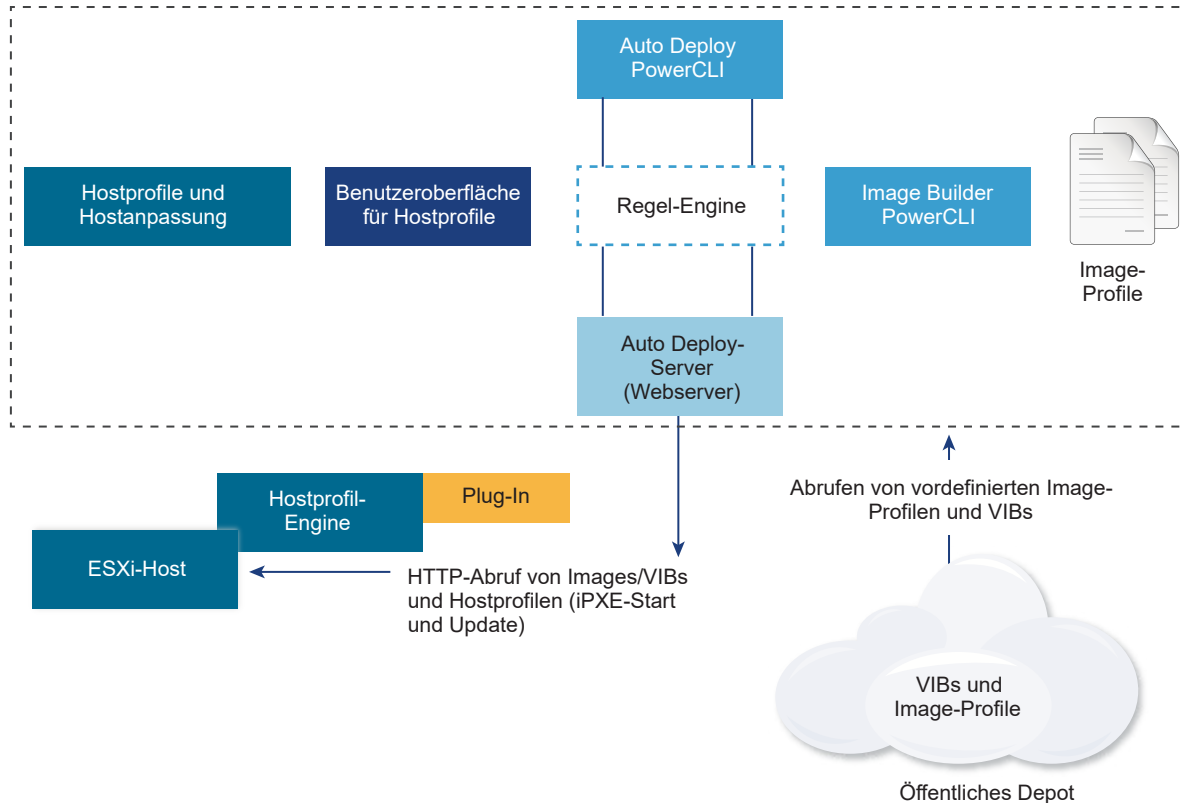 Auto Deploy
PowerCLI
Hostprofile und
Hostanpassung
Benutzeroberfläche
für Hostprofile
Regel-Engine
Image Builder
PowerCLI
Image-
Profile
Auto Deploy-
Server
(Webserver)
Hostprofil-
Engine
Plug-In
ESXi-Host
HTTP-Abruf von Images/VIBs
und Hostprofilen (iPXE-Start
und Update)
Abrufen von vordefinierten Image-
Profilen und VIBs
VIBs und
Image-Profile
Öffentliches Depot